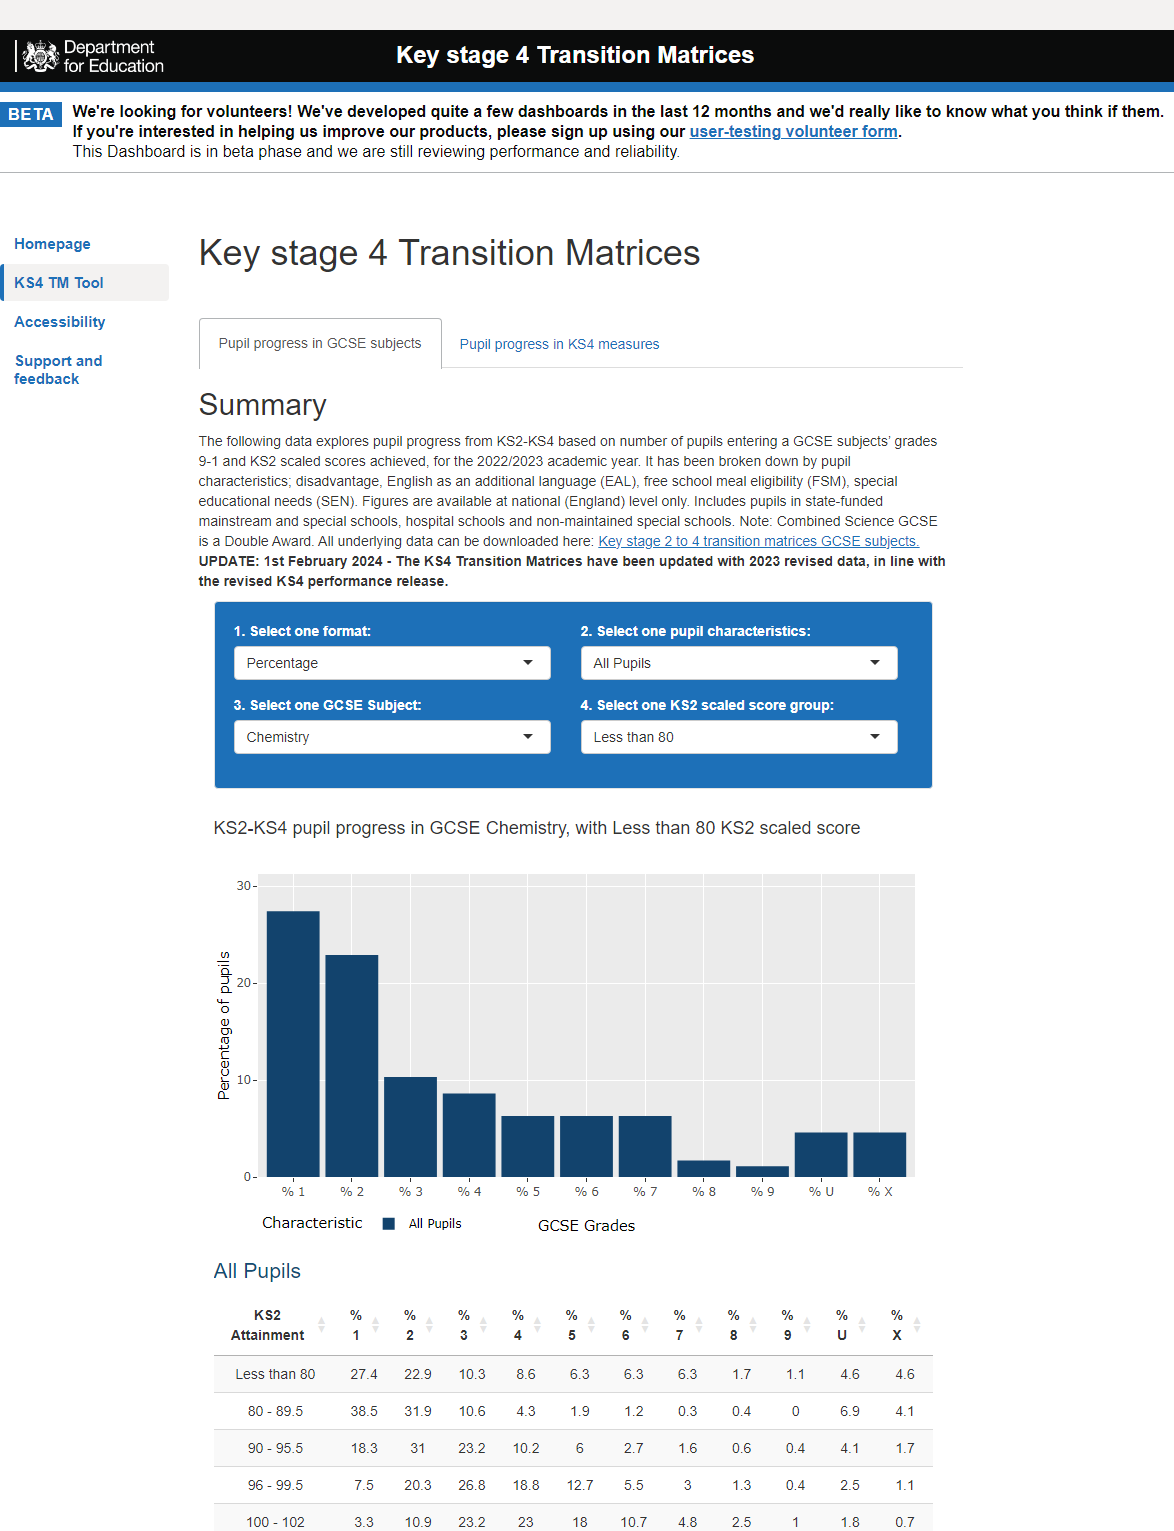 Department
for Education
Key stage 4 Transition Matrices
BETA
We're looking for volunteers! We've developed quite a few dashboards in the last 12 months and we'd really like to know what you think if them.
If you're interested in helping us improve our products, please sign up using our user-testing volunteer form.
This Dashboard is in beta phase and we are still reviewing performance and reliability.
Homepage
KS4 TM Tool
Accessibility
Support and
feedback
Key stage 4 Transition Matrices
Pupil progress in GCSE subjects
Pupil progress in KS4 measures
Summary
The following data explores pupil progress from KS2-KS4 based on number of pupils entering a GCSE subjects’ grades
9-1 and KS2 scaled scores achieved, for the 2022/2023 academic year. It has been broken down by pupil
characteristics; disadvantage, English as an additional language (EAL), free school meal eligibility (FSM), special
educational needs (SEN). Figures are available at national (England) level only. Includes pupils in state-funded
mainstream and special schools, hospital schools and non-maintained special schools. Note: Combined Science GCSE
is a Double Award. All underlying data can be downloaded here: Key stage 2 to 4 transition matrices GCSE subjects.
UPDATE: 1st February 2024 - The KS4 Transition Matrices have been updated with 2023 revised data, in line with
the revised KS4 performance release.
1. Select one format:
Percentage
2. Select one pupil characteristics:
All Pupils
3. Select one GCSE Subject:
Chemistry
4. Select one KS2 scaled score group:
Less than 80
KS2-KS4 pupil progress in GCSE Chemistry, with Less than 80 KS2 scaled score
Percentage of pupils
30
20
10
0
% 1 % 2 % 3 % 4 % 5 % 6 % 7 % 8 % 9 % U % X
Characteristic All Pupils
GCSE Grades
All Pupils
KS2 % % % % % % % % % % %
Attainment 1 2 3 4 5 6 7 8 9 U X
Less than 80 27.4 22.9 10.3 8.6 6.3 6.3 6.3 1.7 1.1 4.6 4.6
80 - 89.5 38.5 31.9 10.6 4.3 1.9 1.2 0.3 0.4 0 6.9 4.1
90 - 95.5 18.3 31 23.2 10.2 6 2.7 1.6 0.6 0.4 4.1 1.7
96 - 99.5 7.5 20.3 26.8 18.8 12.7 5.5 3 1.3 0.4 2.5 1.1
100 - 102 3.3 10.9 23.2 23 18 10.7 4.8 2.5 1 1.8 0.7